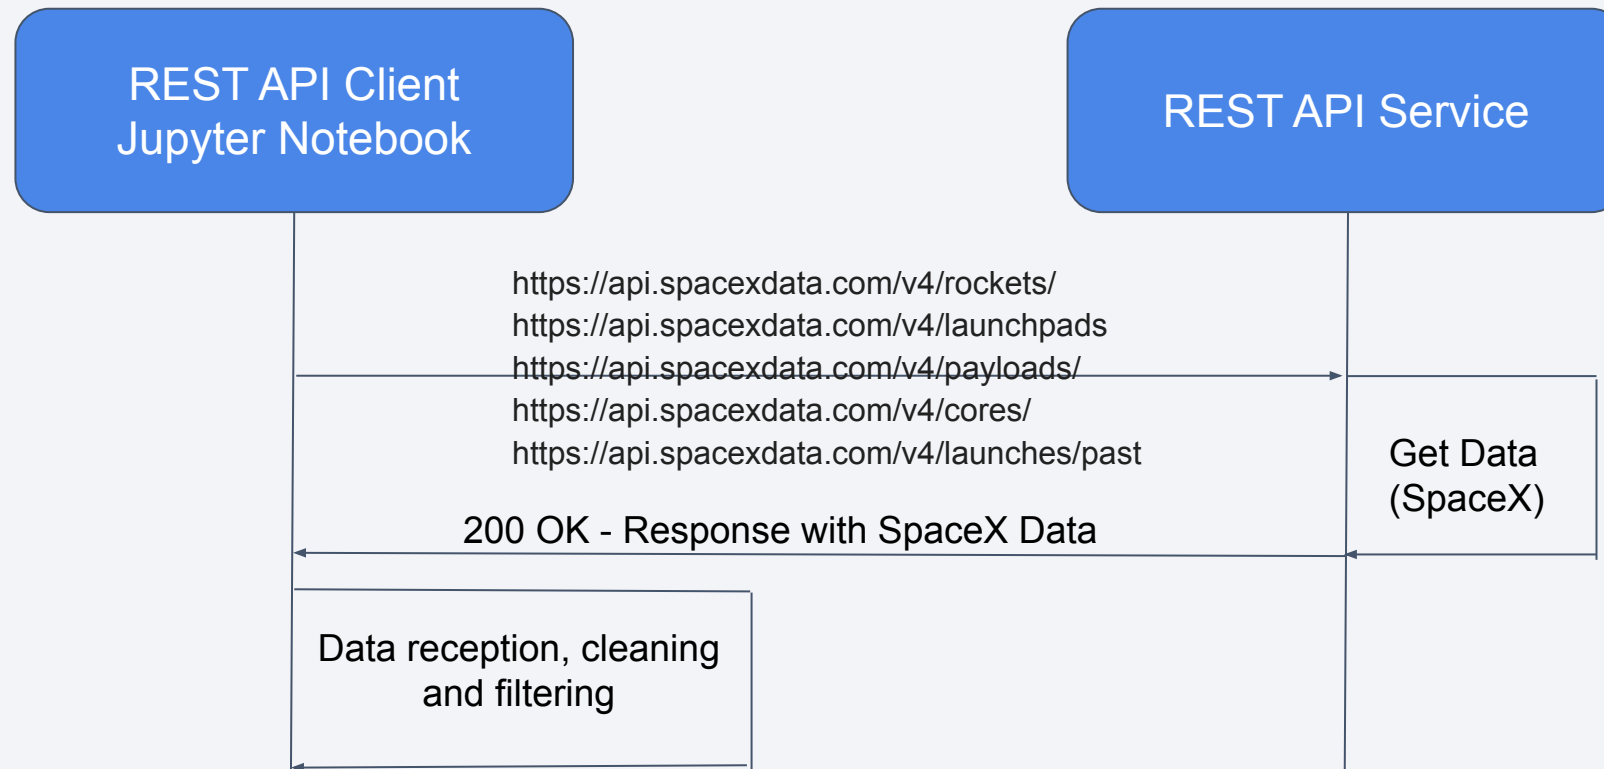 REST API Client
Jupyter Notebook
REST API Service
https://api.spacexdata.com/v4/rockets/
https://api.spacexdata.com/v4/launchpads
https://api.spacexdata.com/v4/payloads/
https://api.spacexdata.com/v4/cores/
https://api.spacexdata.com/v4/launches/past
Get Data
(SpaceX)
200 OK - Response with SpaceX Data
Data reception, cleaning
and filtering